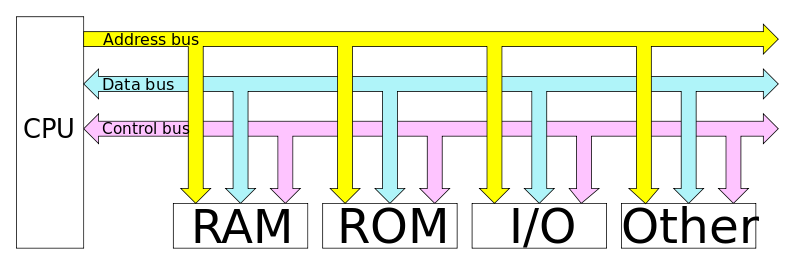 Address bus
Data bus
CPU
Control bus
RAM
ROM
I/O
Other